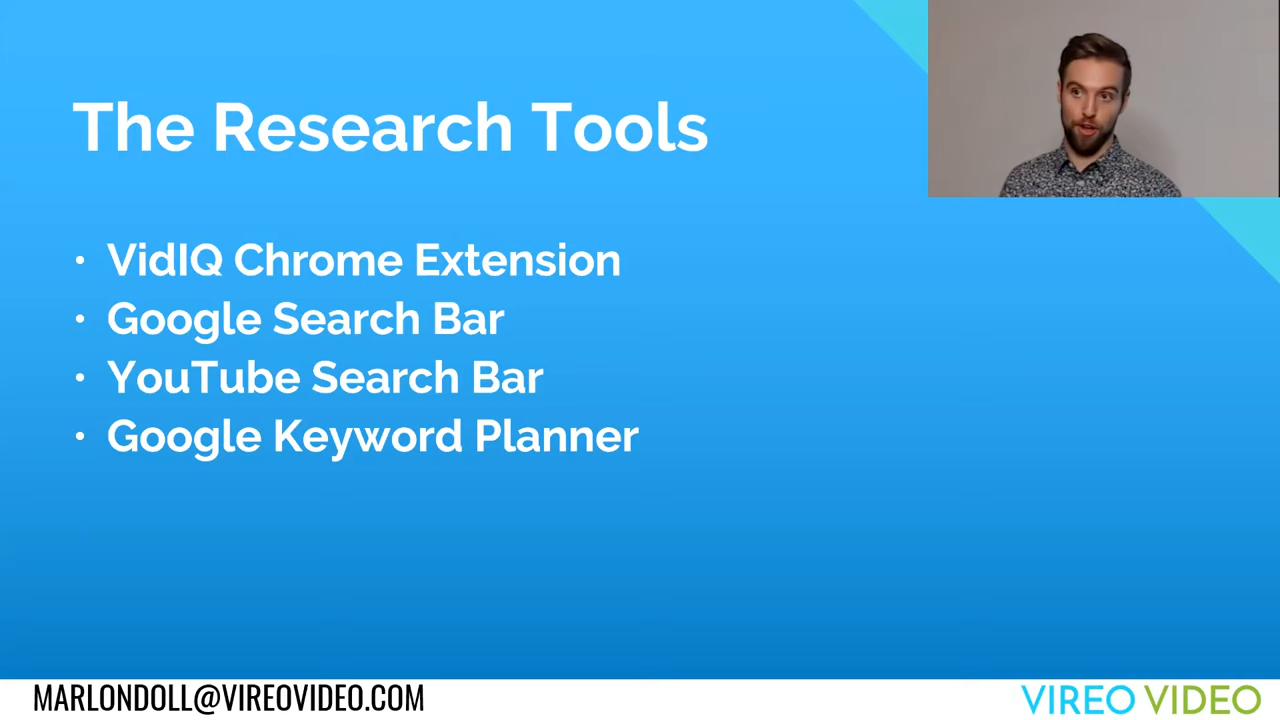 The Research Tools
• VidIQ Chrome Extension
• Google Search Bar
• YouTube Search Bar
• Google Keyword Planner
MARLONDOLL@VIREOVIDEO.COM
VIREO VIDEO